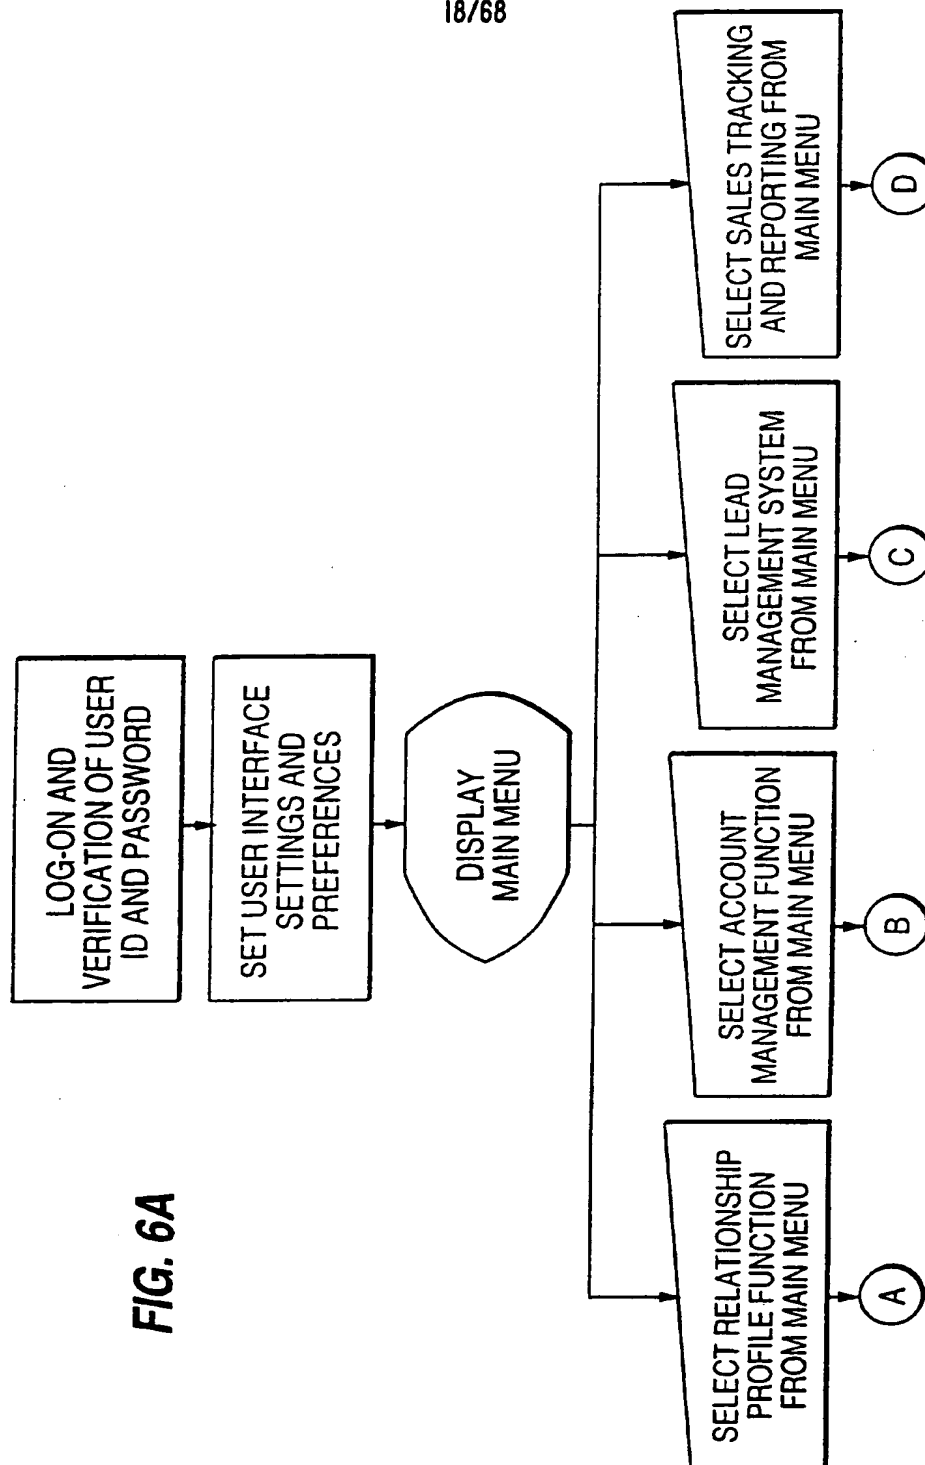 18/68
FIG. 6A
LOG-ON AND
VERIFICATION OF USER
ID AND PASSWORD
SET USER INTERFACE
SETTINGS AND
PREFERENCES
DISPLAY
MAIN MENU
SELECT RELATIONSHIP
PROFILE FUNCTION
FROM MAIN MENU
A
SELECT ACCOUNT
MANAGEMENT FUNCTION
FROM MAIN MENU
B
SELECT LEAD
MANAGEMENT SYSTEM
FROM MAIN MENU
C
SELECT SALES TRACKING
AND REPORTING FROM
MAIN MENU
D